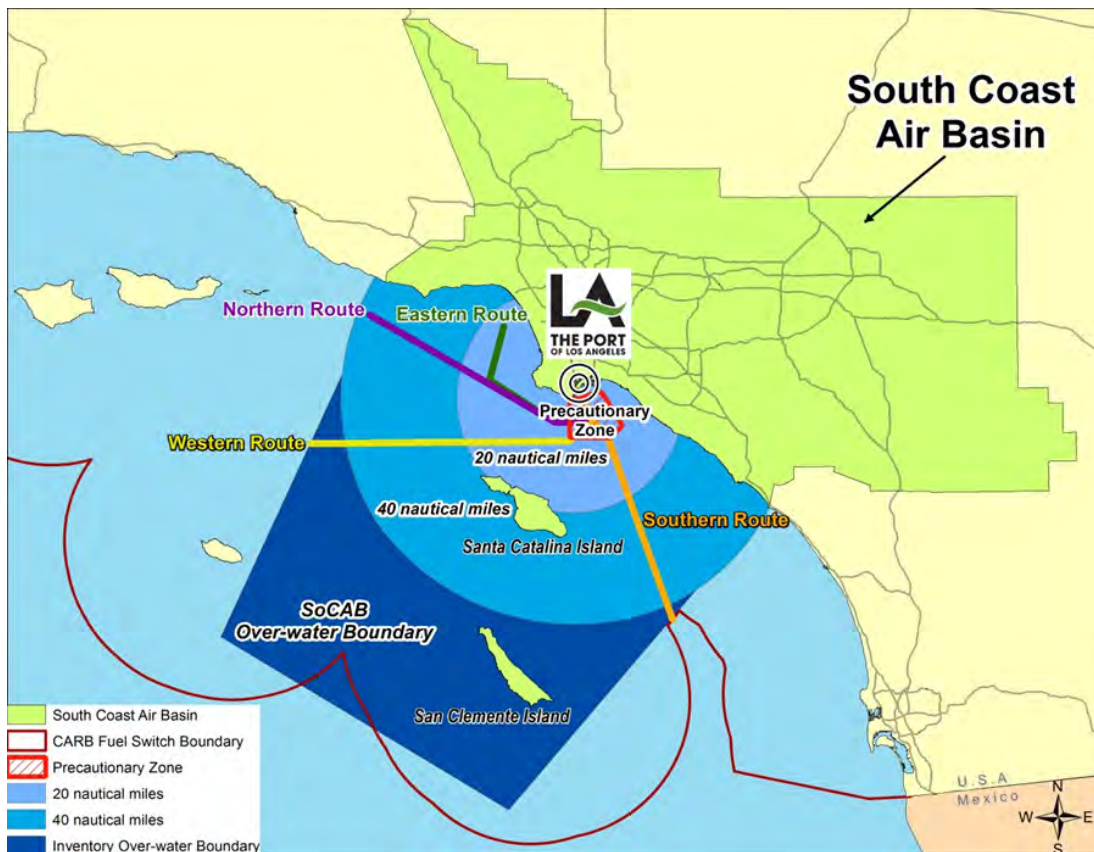 South Coast
Air Basin
LA
THE PORT
OF LOS ANGELES
Northern Route
Eastern Route
Precautionary
Zone
Western Route
20 nautical miles
40 nautical miles
Southern Route
Santa Catalina Island
SoCAB
Over-water Boundary
San Clemente Island
South Coast Air Basin
CARB Fuel Switch Boundary
Precautionary Zone
20 nautical miles
40 nautical miles
Inventory Over-water Boundary
U.S.A
Mexico
N
W E
S